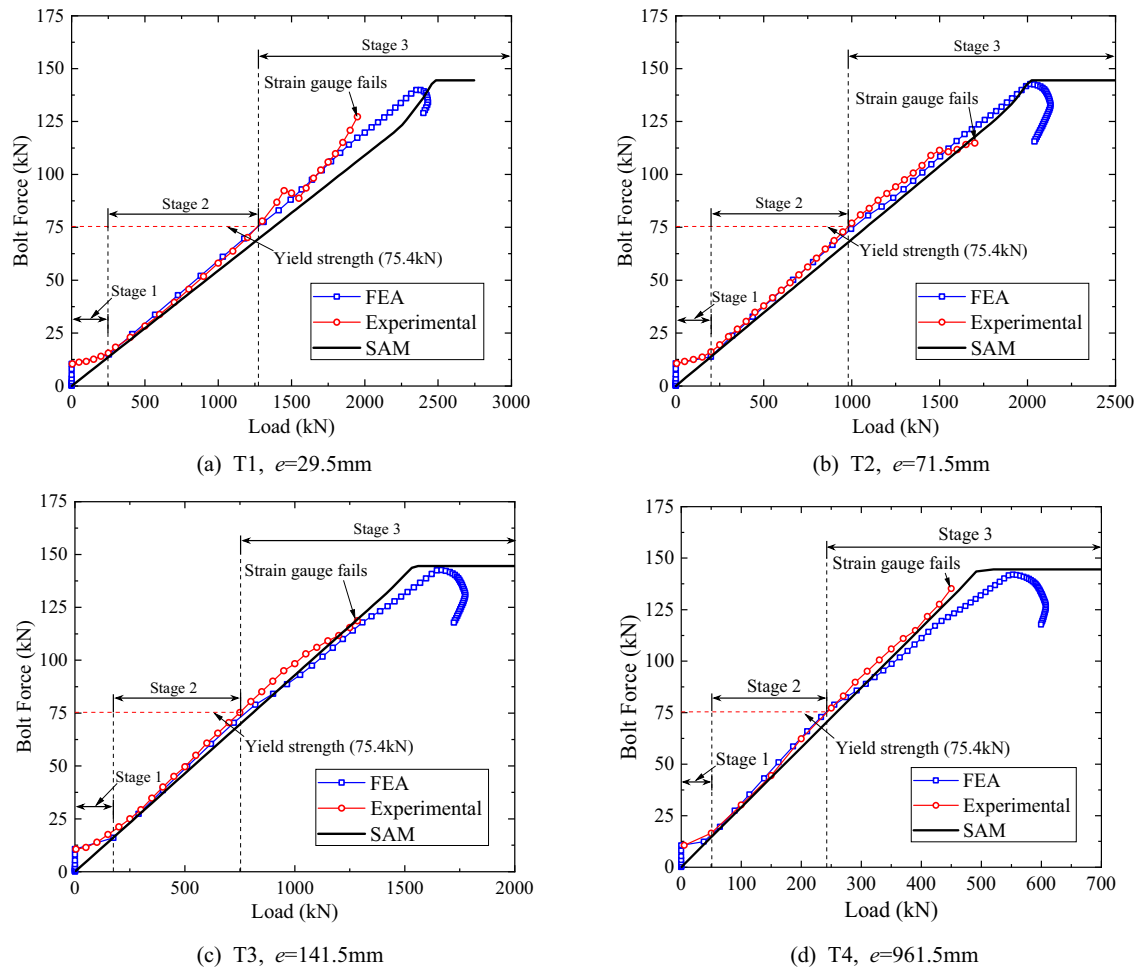 175
150
125
100
75
50
25
0
Bolt Force (kN)
Stage 3
Strain gauge fails
Stage 2
Yield strength (75.4kN)
Stage 1
FEA
Experimental
SAM
0 500 1000 1500 2000 2500 3000
Load (kN)
(a) T1, e=29.5mm
175
150
125
100
75
50
25
0
Bolt Force (kN)
Stage 3
Strain gauge fails
Stage 2
Yield strength (75.4kN)
Stage 1
FEA
Experimental
SAM
0 500 1000 1500 2000 2500
Load (kN)
(b) T2, e=71.5mm
175
150
125
100
75
50
25
0
Bolt Force (kN)
Stage 3
Strain gauge fails
Stage 2
Yield strength (75.4kN)
Stage 1
FEA
Experimental
SAM
0 500 1000 1500 2000
Load (kN)
(c) T3, e=141.5mm
175
150
125
100
75
50
25
0
Bolt Force (kN)
Stage 3
Strain gauge fails
Stage 2
Yield strength (75.4kN)
Stage 1
FEA
Experimental
SAM
0 100 200 300 400 500 600 700
Load (kN)
(d) T4, e=961.5mm